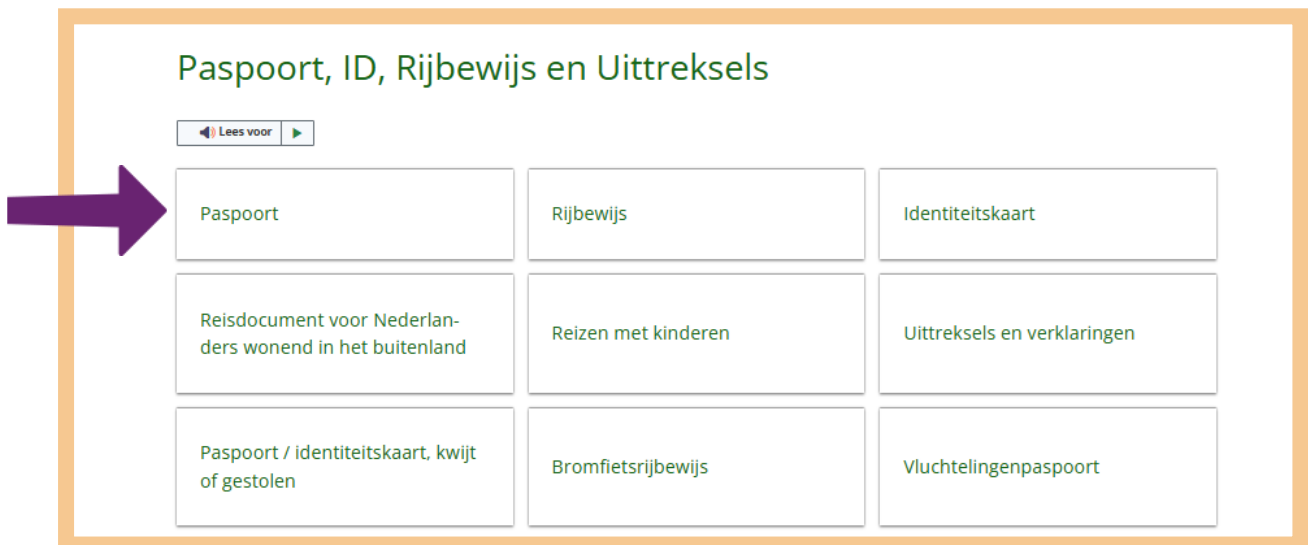 Paspoort, ID, Rijbewijs en Uittreksels
Lees voor
Paspoort
Rijbewijs
Identiteitskaart
Reisdocument voor Nederlan-
ders wonend in het buitenland
Reizen met kinderen
Uittreksels en verklaringen
Paspoort / identiteitskaart, kwijt
of gestolen
Bromfietsrijbewijs
Vluchtelingenpaspoort